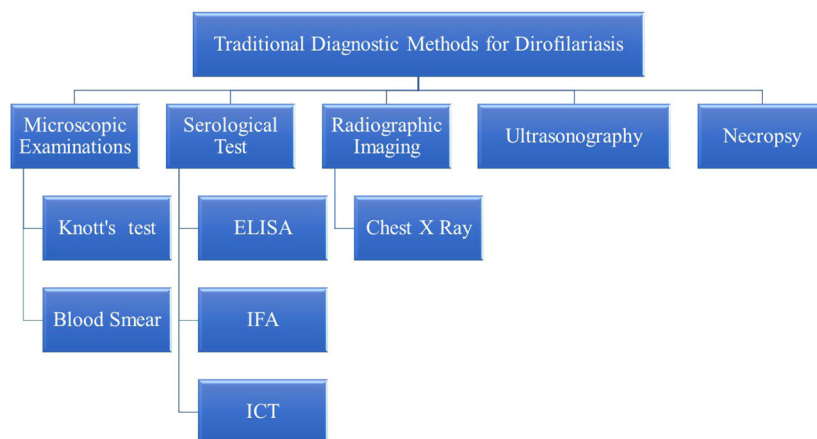 Traditional Diagnostic Methods for Dirofilariasis
Microscopic
Examinations
Serological
Test
Radiographic
Imaging
Ultrasonography
Necropsy
Knott's test
ELISA
Chest X Ray
Blood Smear
IFA
ICT